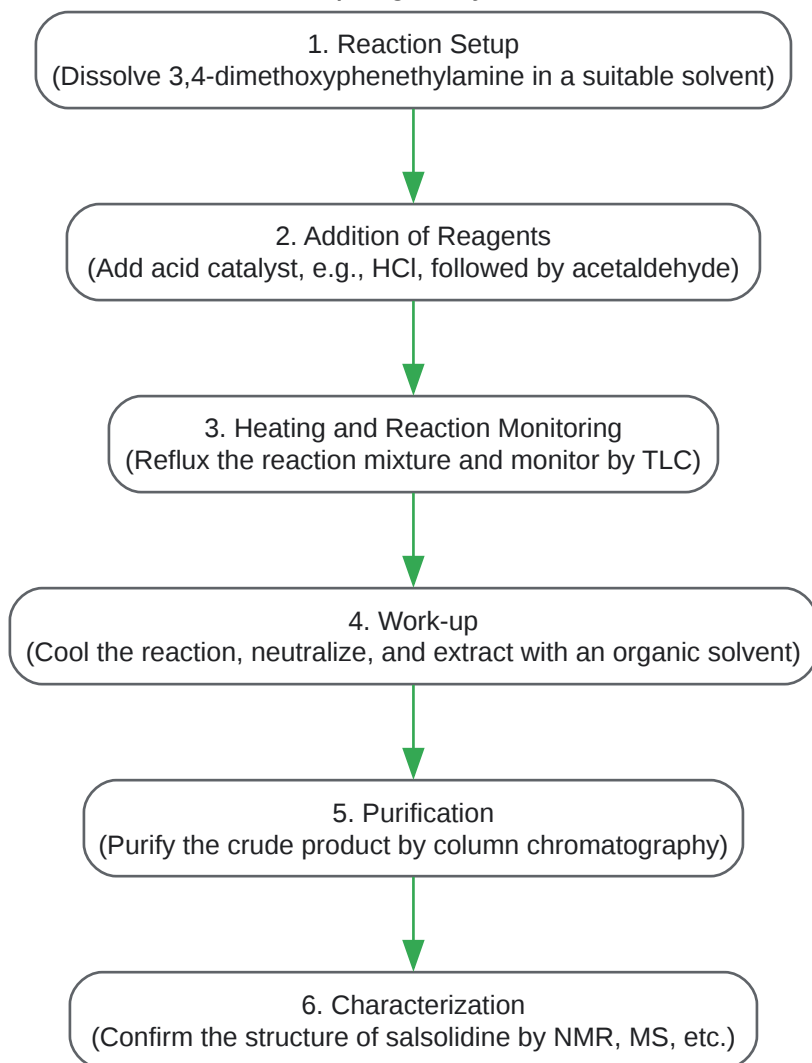 1. Reaction Setup
(Dissolve 3,4-dimethoxyphenethylamine in a suitable solvent)
2. Addition of Reagents
(Add acid catalyst, e.g., HCl, followed by acetaldehyde)
3. Heating and Reaction Monitoring
(Reflux the reaction mixture and monitor by TLC)
4. Work-up
(Cool the reaction, neutralize, and extract with an organic solvent)
5. Purification
(Purify the crude product by column chromatography)
6. Characterization
(Confirm the structure of salsolidine by NMR, MS, etc.)